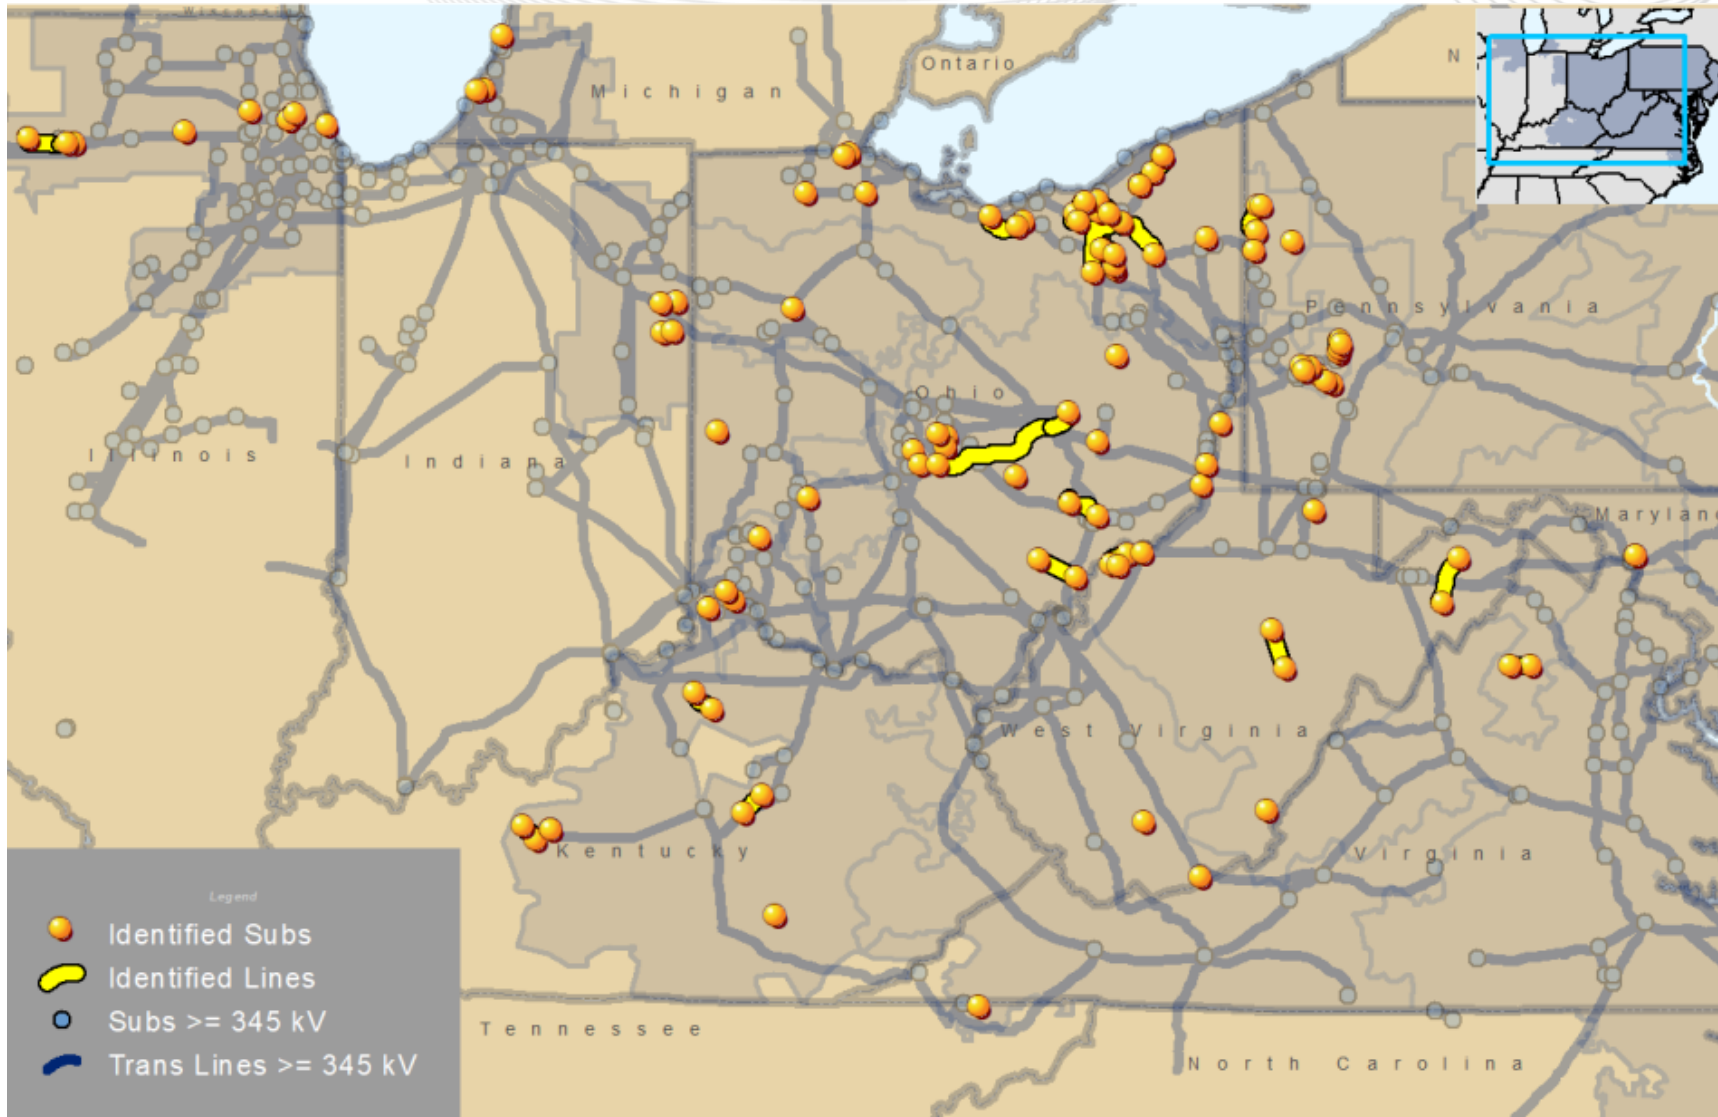 Wisconsin
Ontario
N
Michigan
Pennsylvania
Ohio
Illinois
Indiana
Maryland
West Virginia
Kentucky
Virginia
Legend
Identified Subs
Identified Lines
Subs >= 345 kV
Trans Lines >= 345 kV
Tennessee
North Carolina